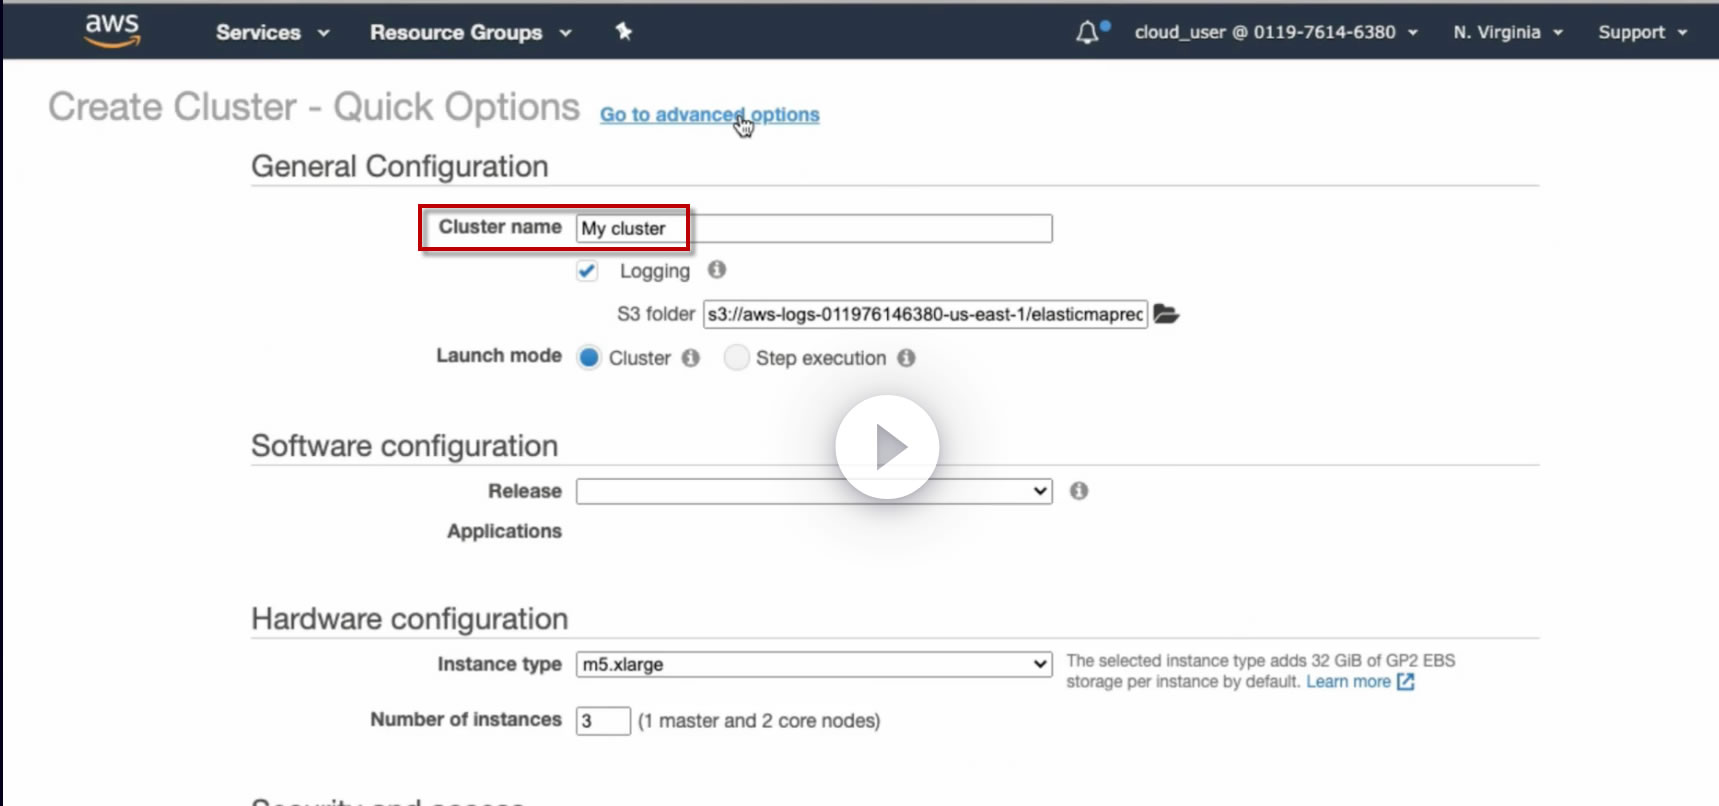 aws Services Resource Groups cloud_user @ 0119-7614-6380 N. Virginia Support
Create Cluster - Quick Options Go to advanced options
General Configuration
Cluster name My cluster
Logging
S3 folder s3://aws-logs-011976146380-us-east-1/elasticmaprec
Launch mode Cluster Step execution
Software configuration
Release
Applications
Hardware configuration
Instance type m5.xlarge The selected instance type adds 32 GiB of GP2 EBS
storage per instance by default. Learn more
Number of instances 3 (1 master and 2 core nodes)
Security and access